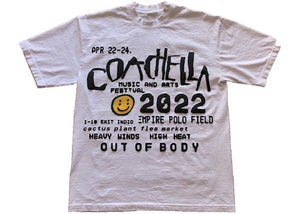 APR 22-24.
COACHELLA
MUSIC AND ARTS
FESTIVAL
2022
I-10 EXIT INDIO EMPIRE POLO FIELD
cactus plant flea market
HEAVY WINDS HIGH HEAT
OUT OF BODY